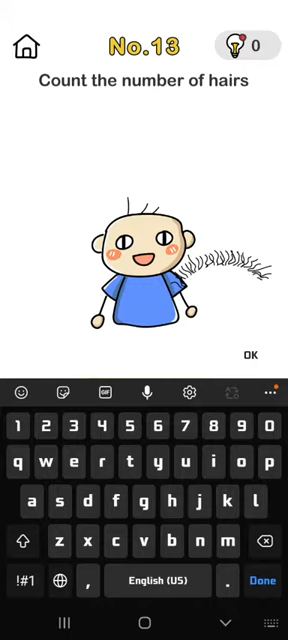 No.13
0
Count the number of hairs
OK
GIF
1 2 3 4 5 6 7 8 9 0
q w e r t y u i o p
a s d f g h j k l
z x c v b n m
!#1 , English (US) . Done